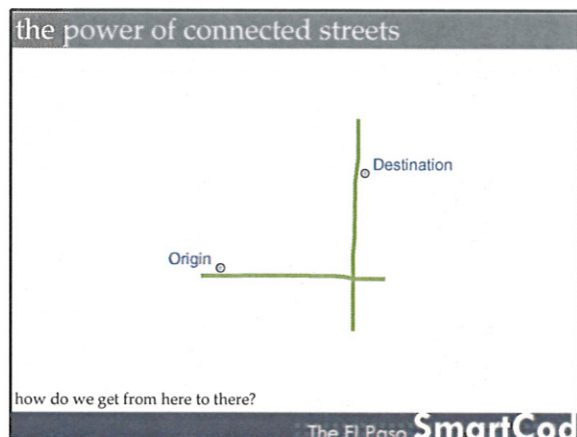 the power of connected streets
Destination
Origin
how do we get from here to there?
The El Paso SmartCod